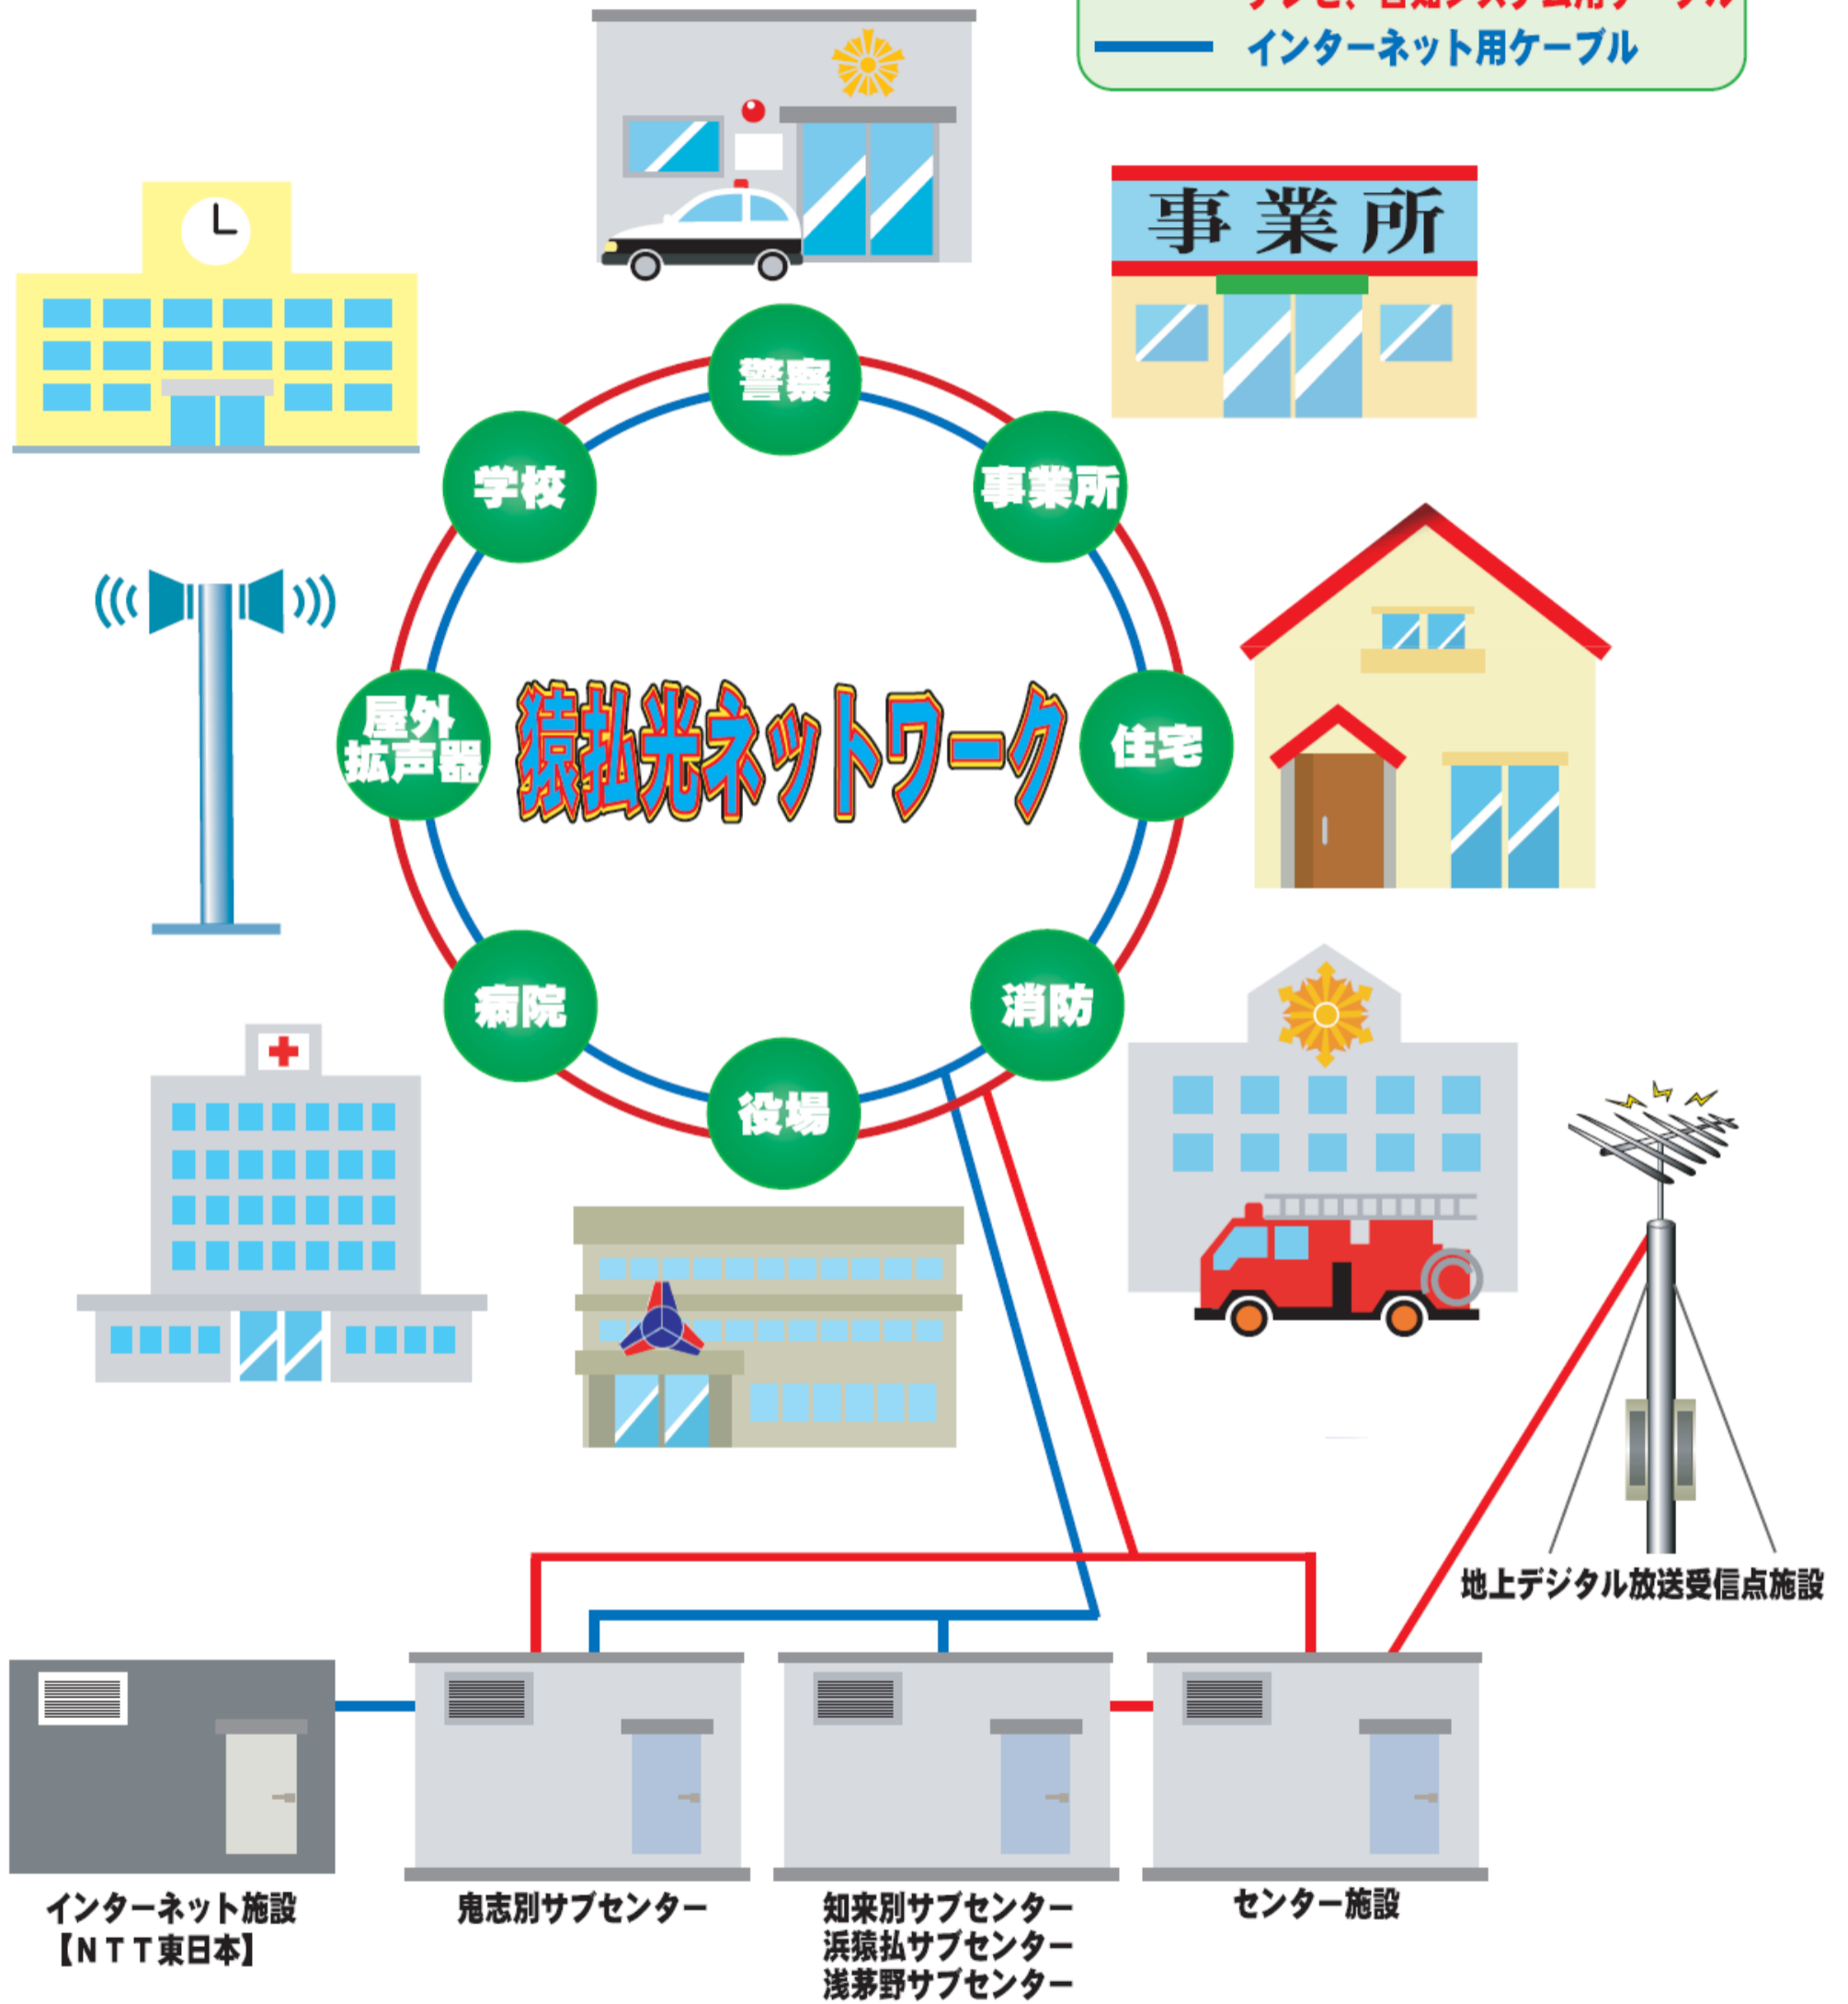 インターネット用ケーブル
事業所
警察
学校
事業所
屋外
拡声器
猿払光ネットワーク
住宅
病院
消防
役場
地上デジタル放送受信点施設
インターネット施設
【NTT東日本】
鬼志別サブセンター
知来別サブセンター
浜猿払サブセンター
浅茅野サブセンター
センター施設